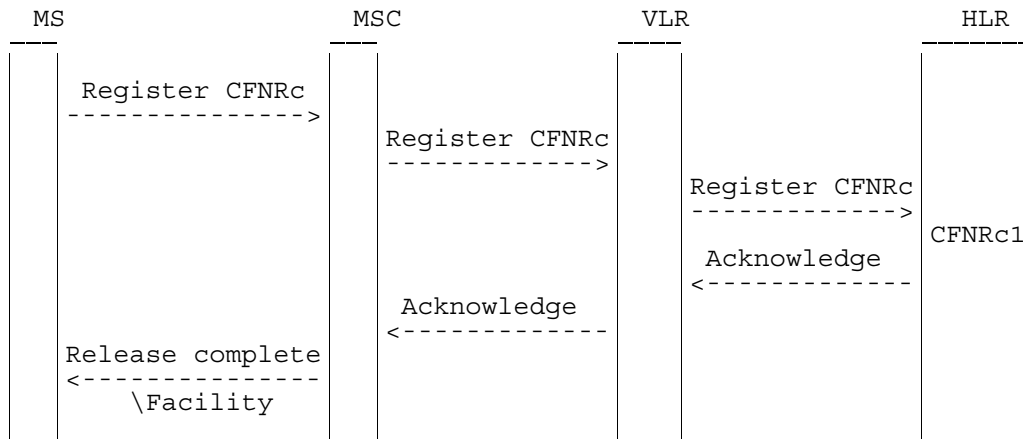 MS MSC VLR HLR
Register CFNRc
--------------->
Register CFNRc
------------->
Register CFNRc
------------->
CFNRc1
Acknowledge
<-------------
Acknowledge
<-------------
Release complete
<---------------
\Facility